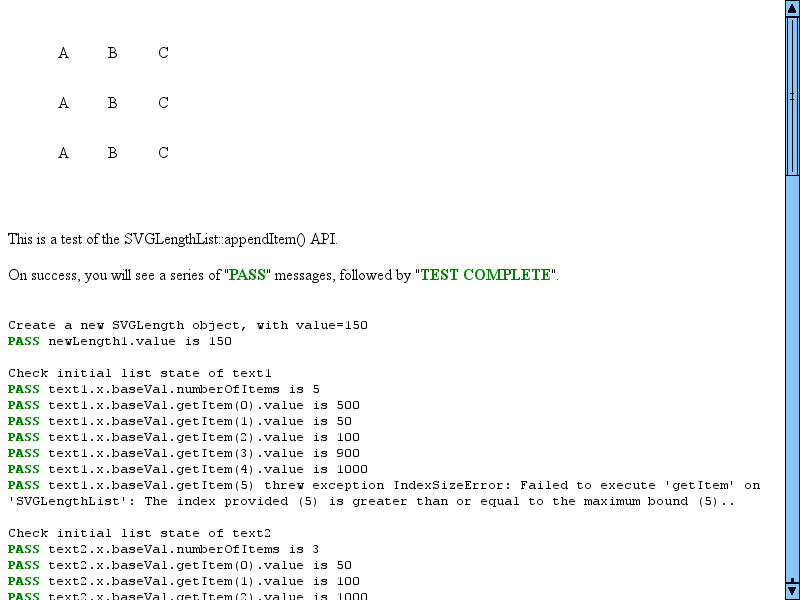 A B C
A B C
A B C
This is a test of the SVGLengthList::appendItem() API.
On success, you will see a series of "PASS" messages, followed by "TEST COMPLETE".
Create a new SVGLength object, with value=150
PASS newLength1.value is 150
Check initial list state of text1
PASS text1.x.baseVal.numberOfItems is 5
PASS text1.x.baseVal.getItem(0).value is 500
PASS text1.x.baseVal.getItem(1).value is 50
PASS text1.x.baseVal.getItem(2).value is 100
PASS text1.x.baseVal.getItem(3).value is 900
PASS text1.x.baseVal.getItem(4).value is 1000
PASS text1.x.baseVal.getItem(5) threw exception IndexSizeError: Failed to execute 'getItem' on
'SVGLengthList': The index provided (5) is greater than or equal to the maximum bound (5)..
Check initial list state of text2
PASS text2.x.baseVal.numberOfItems is 3
PASS text2.x.baseVal.getItem(0).value is 50
PASS text2.x.baseVal.getItem(1).value is 100
PASS text2.x.baseVal.getItem(2).value is 1000